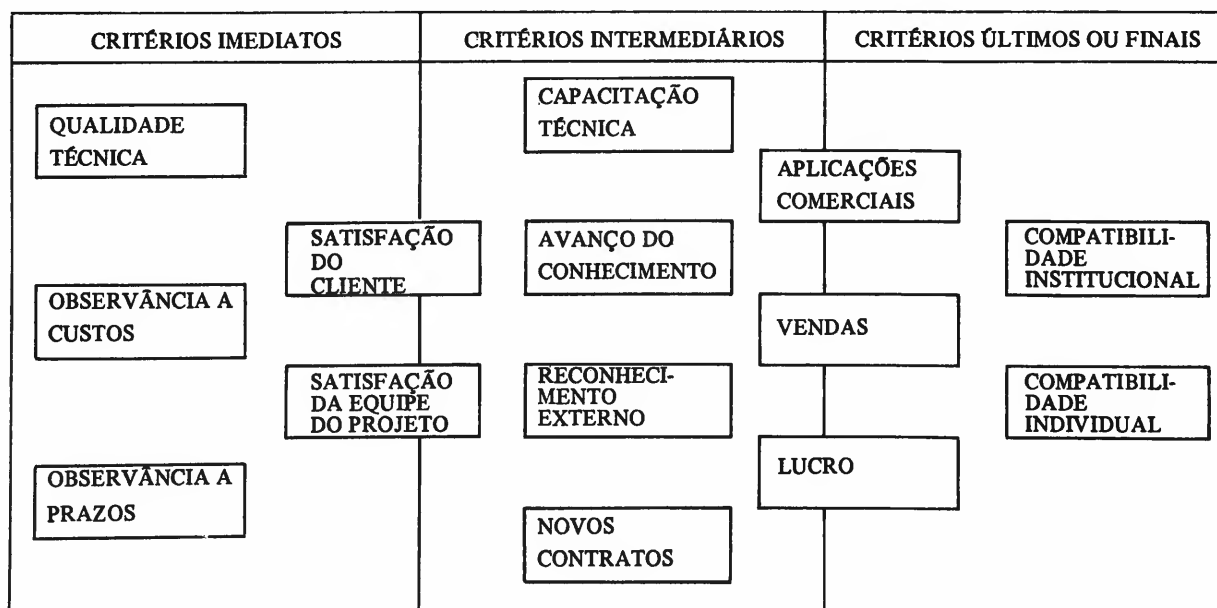 CRITÉRIOS IMEDIATOS
CRITÉRIOS INTERMEDIÁRIOS
CRITÉRIOS ÚLTIMOS OU FINAIS
QUALIDADE
TÉCNICA
OBSERVÂNCIA A
CUSTOS
OBSERVÂNCIA A
PRAZOS
SATISFAÇÃO
DO
CLIENTE
SATISFAÇÃO
DA EQUIPE
DO PROJETO
CAPACITAÇÃO
TÉCNICA
AVANÇO DO
CONHECIMENTO
RECONHECI-
MENTO
EXTERNO
NOVOS
CONTRATOS
APLICAÇÕES
COMERCIAIS
VENDAS
LUCRO
COMPATIBILI-
DADE
INSTITUCIONAL
COMPATIBILI-
DADE
INDIVIDUAL